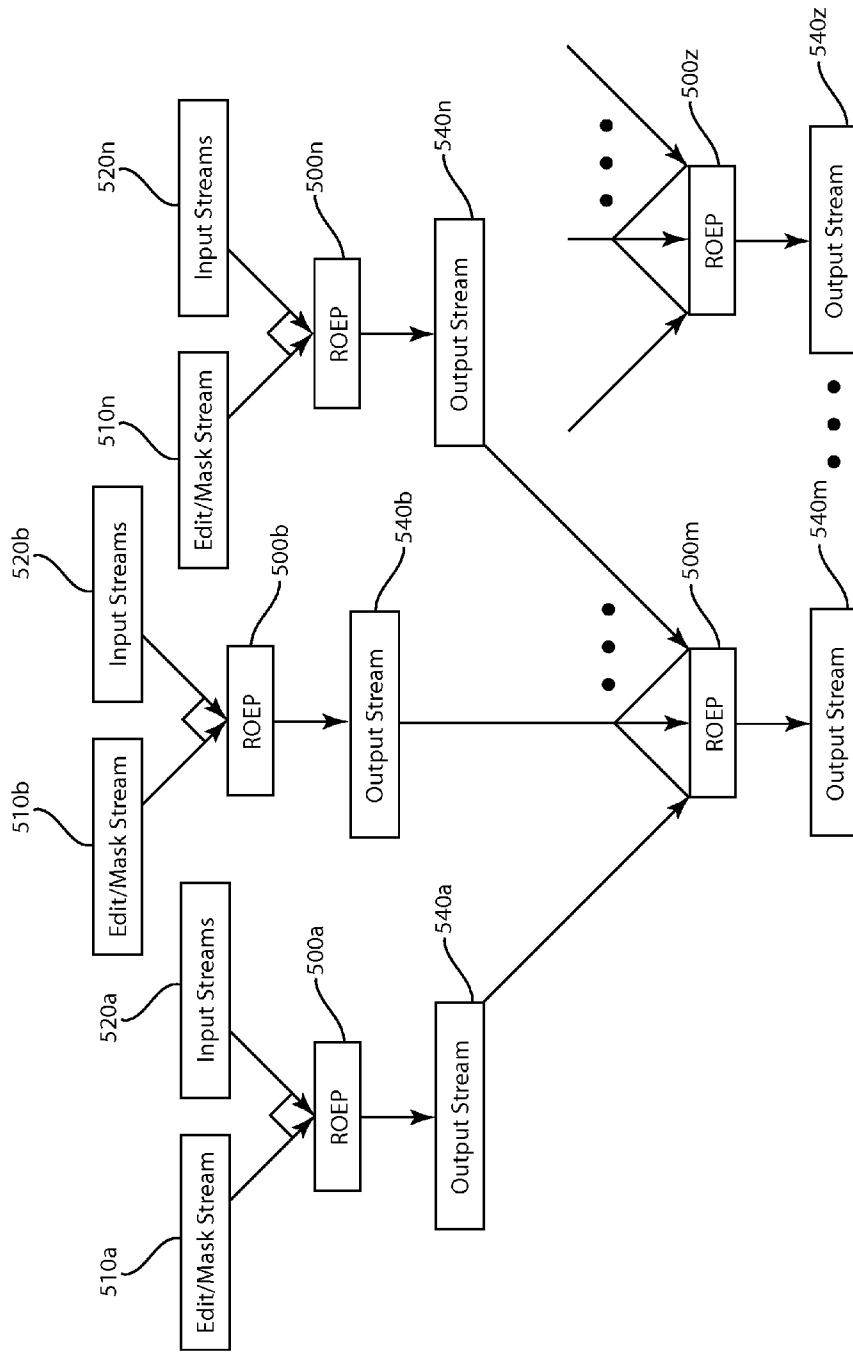 510a
Edit/Mask Stream
520a
Input Streams
500a
ROEP
540a
Output Stream
510b
Edit/Mask Stream
520b
Input Streams
500b
ROEP
540b
Output Stream
510n
Edit/Mask Stream
520n
Input Streams
500n
ROEP
540n
Output Stream
500m
ROEP
540m
Output Stream
500z
ROEP
540z
Output Stream